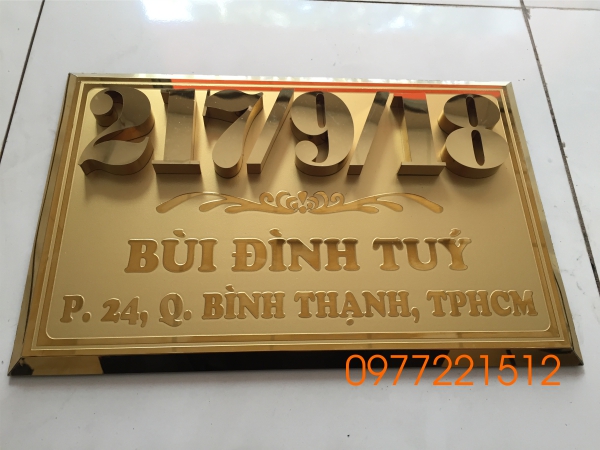 217/9/18
BÙI ĐÌNH TUÝ
P. 24, Q. BÌNH THẠNH, TPHCM
0977221512